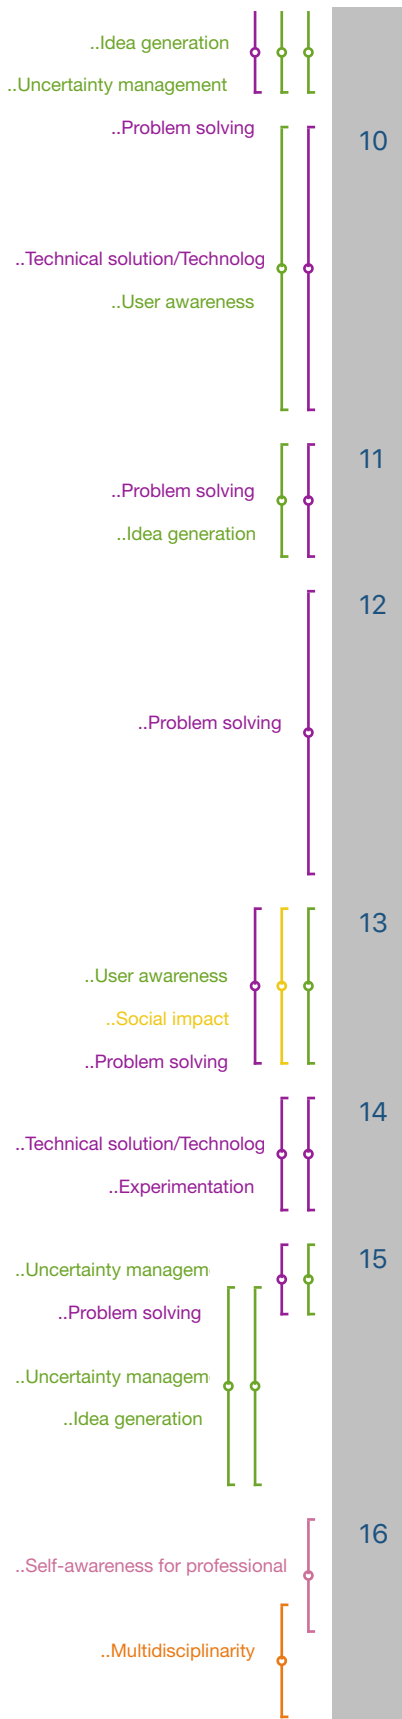 ..Idea generation
..Uncertainty management
..Problem solving
10
..Technical solution/Technolog
..User awareness
11
..Problem solving
..Idea generation
12
..Problem solving
13
..User awareness
..Social impact
..Problem solving
14
..Technical solution/Technolog
..Experimentation
15
..Uncertainty managem
..Problem solving
..Uncertainty managem
..Idea generation
16
..Self-awareness for professional
..Multidisciplinarity